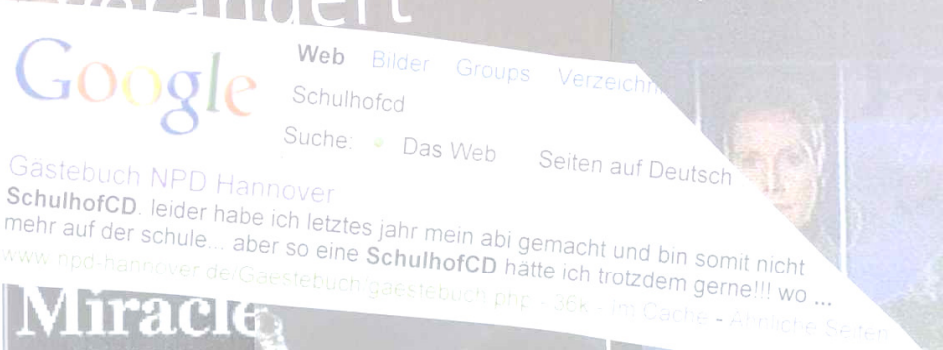 verändert
Google
Web Bilder Groups
Schulhofcd
Suche: Das Web Seiten auf Deutsch
Gästebuch NPD Hannover
SchulhofCD. leider habe ich letztes jahr mein abi gemacht und bin somit nicht
mehr auf der schule... aber so eine SchulhofCD hätte ich trotzdem gerne!!! wo ...
www.npd-hannover.de/Gaestebuch/gaestebuch.php - 36k - Im Cache - Ähnliche Seiten
Miracle